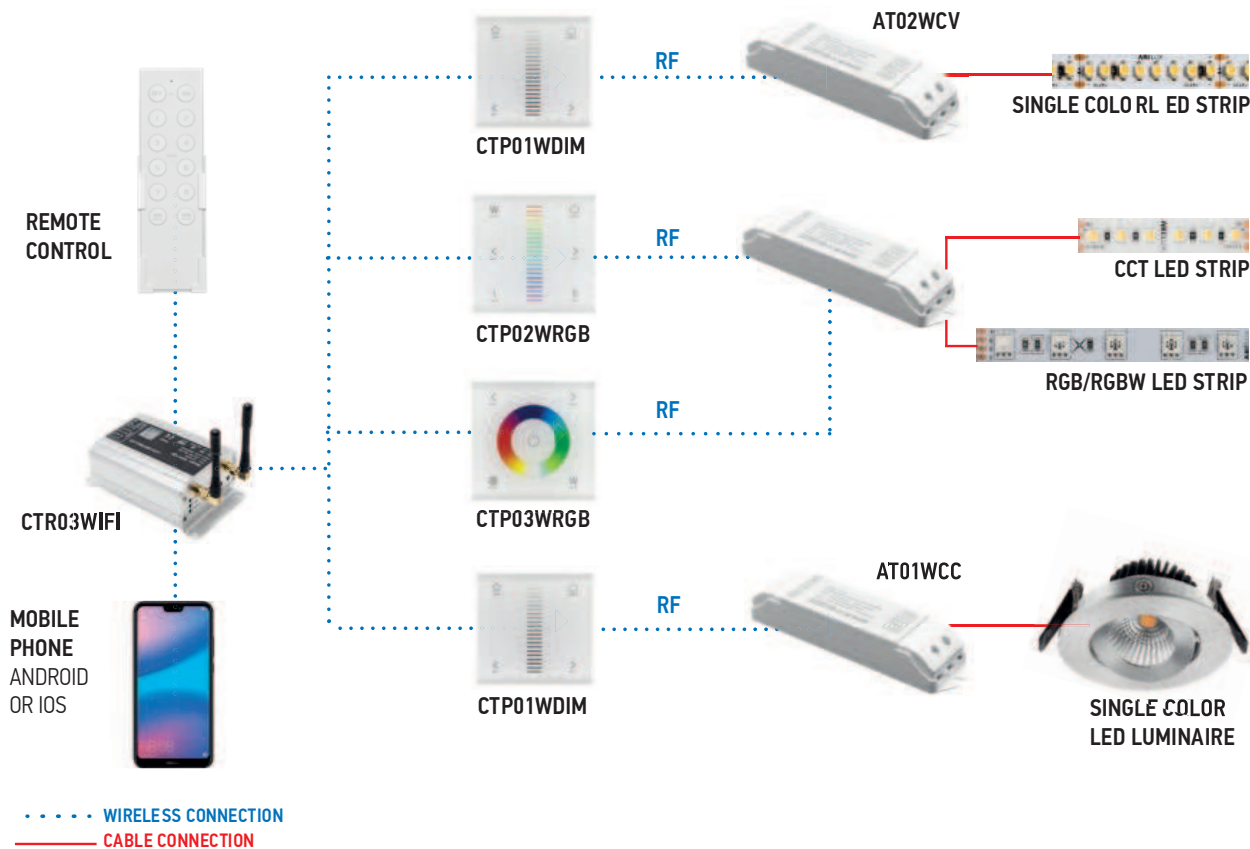 AT02WCV
RF
SINGLE COLO RL ED STRIP
CTP01WDIM
REMOTE
CONTROL
RF
CCT LED STRIP
CTP02WRGB
RGB/RGBW LED STRIP
RF
CTR03WIFI
CTP03WRGB
AT01WCC
MOBILE
PHONE
ANDROID
OR IOS
RF
CTP01WDIM
SINGLE COLOR
LED LUMINAIRE
WIRELESS CONNECTION
CABLE CONNECTION